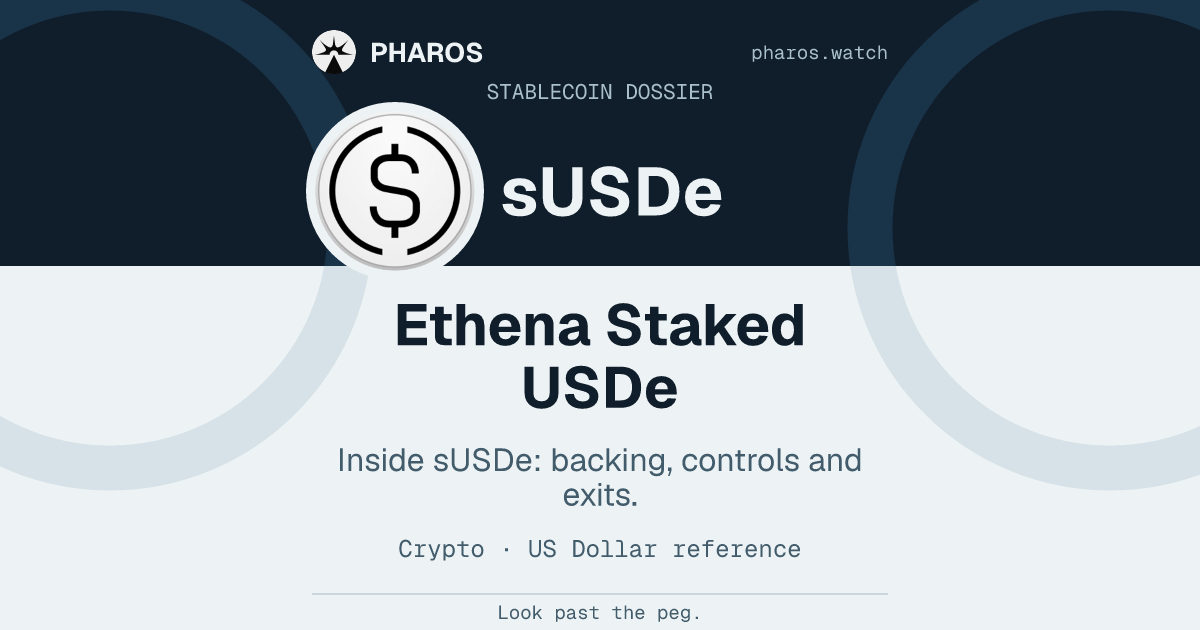 PHAROS
pharos.watch
STABLECOIN DOSSIER
$
sUSDe
Ethena Staked
USDe
Inside sUSDe: backing, controls and
exits.
Crypto · US Dollar reference
Look past the peg.